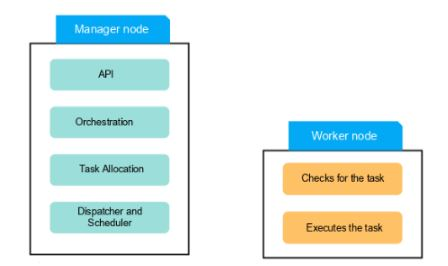 Manager node
API
Orchestration
Task Allocation
Dispatcher and
Scheduler
Worker node
Checks for the task
Executes the task